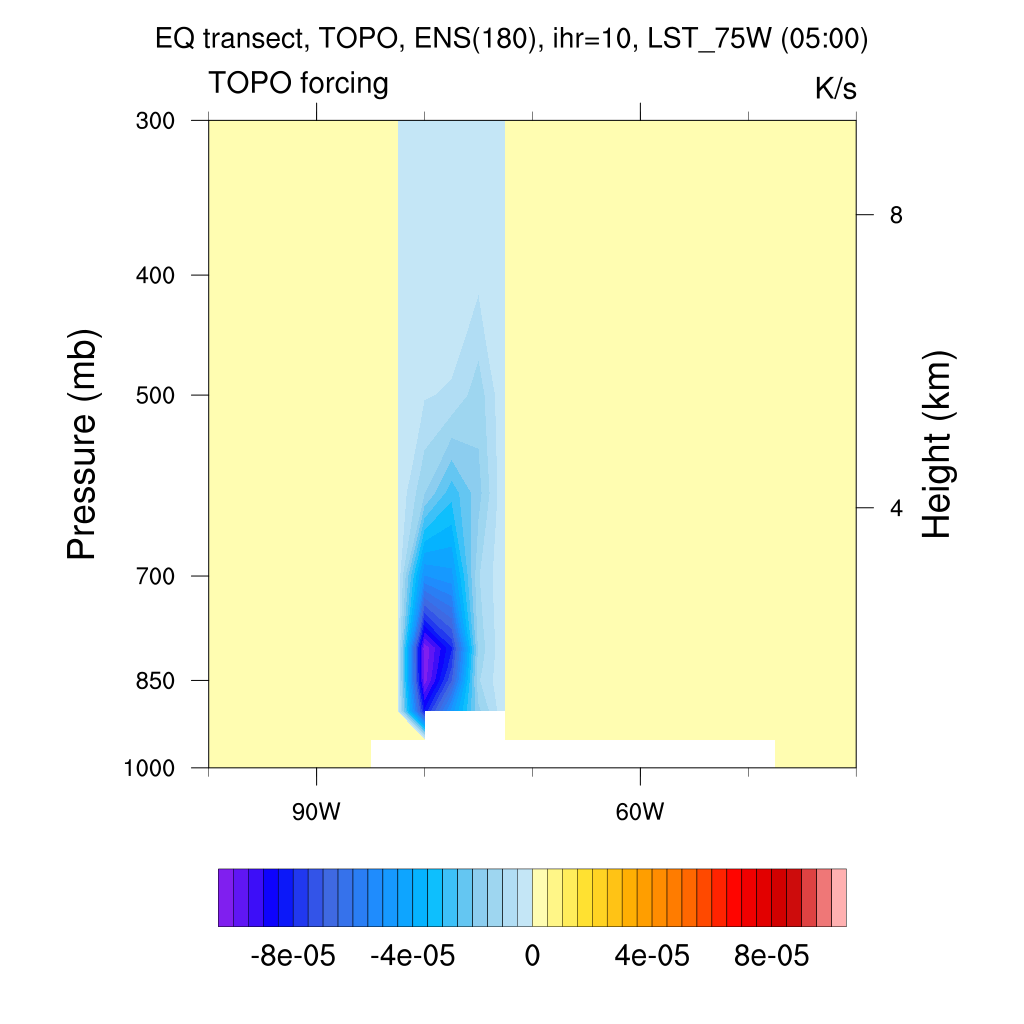 EQ transect, TOPO, ENS(180), ihr=10, LST_75W (05:00)
TOPO forcing
K/s
300
400
500
700
850
1000
Pressure (mb)
8
4
Height (km)
90W
60W
-8e-05
-4e-05
0
4e-05
8e-05